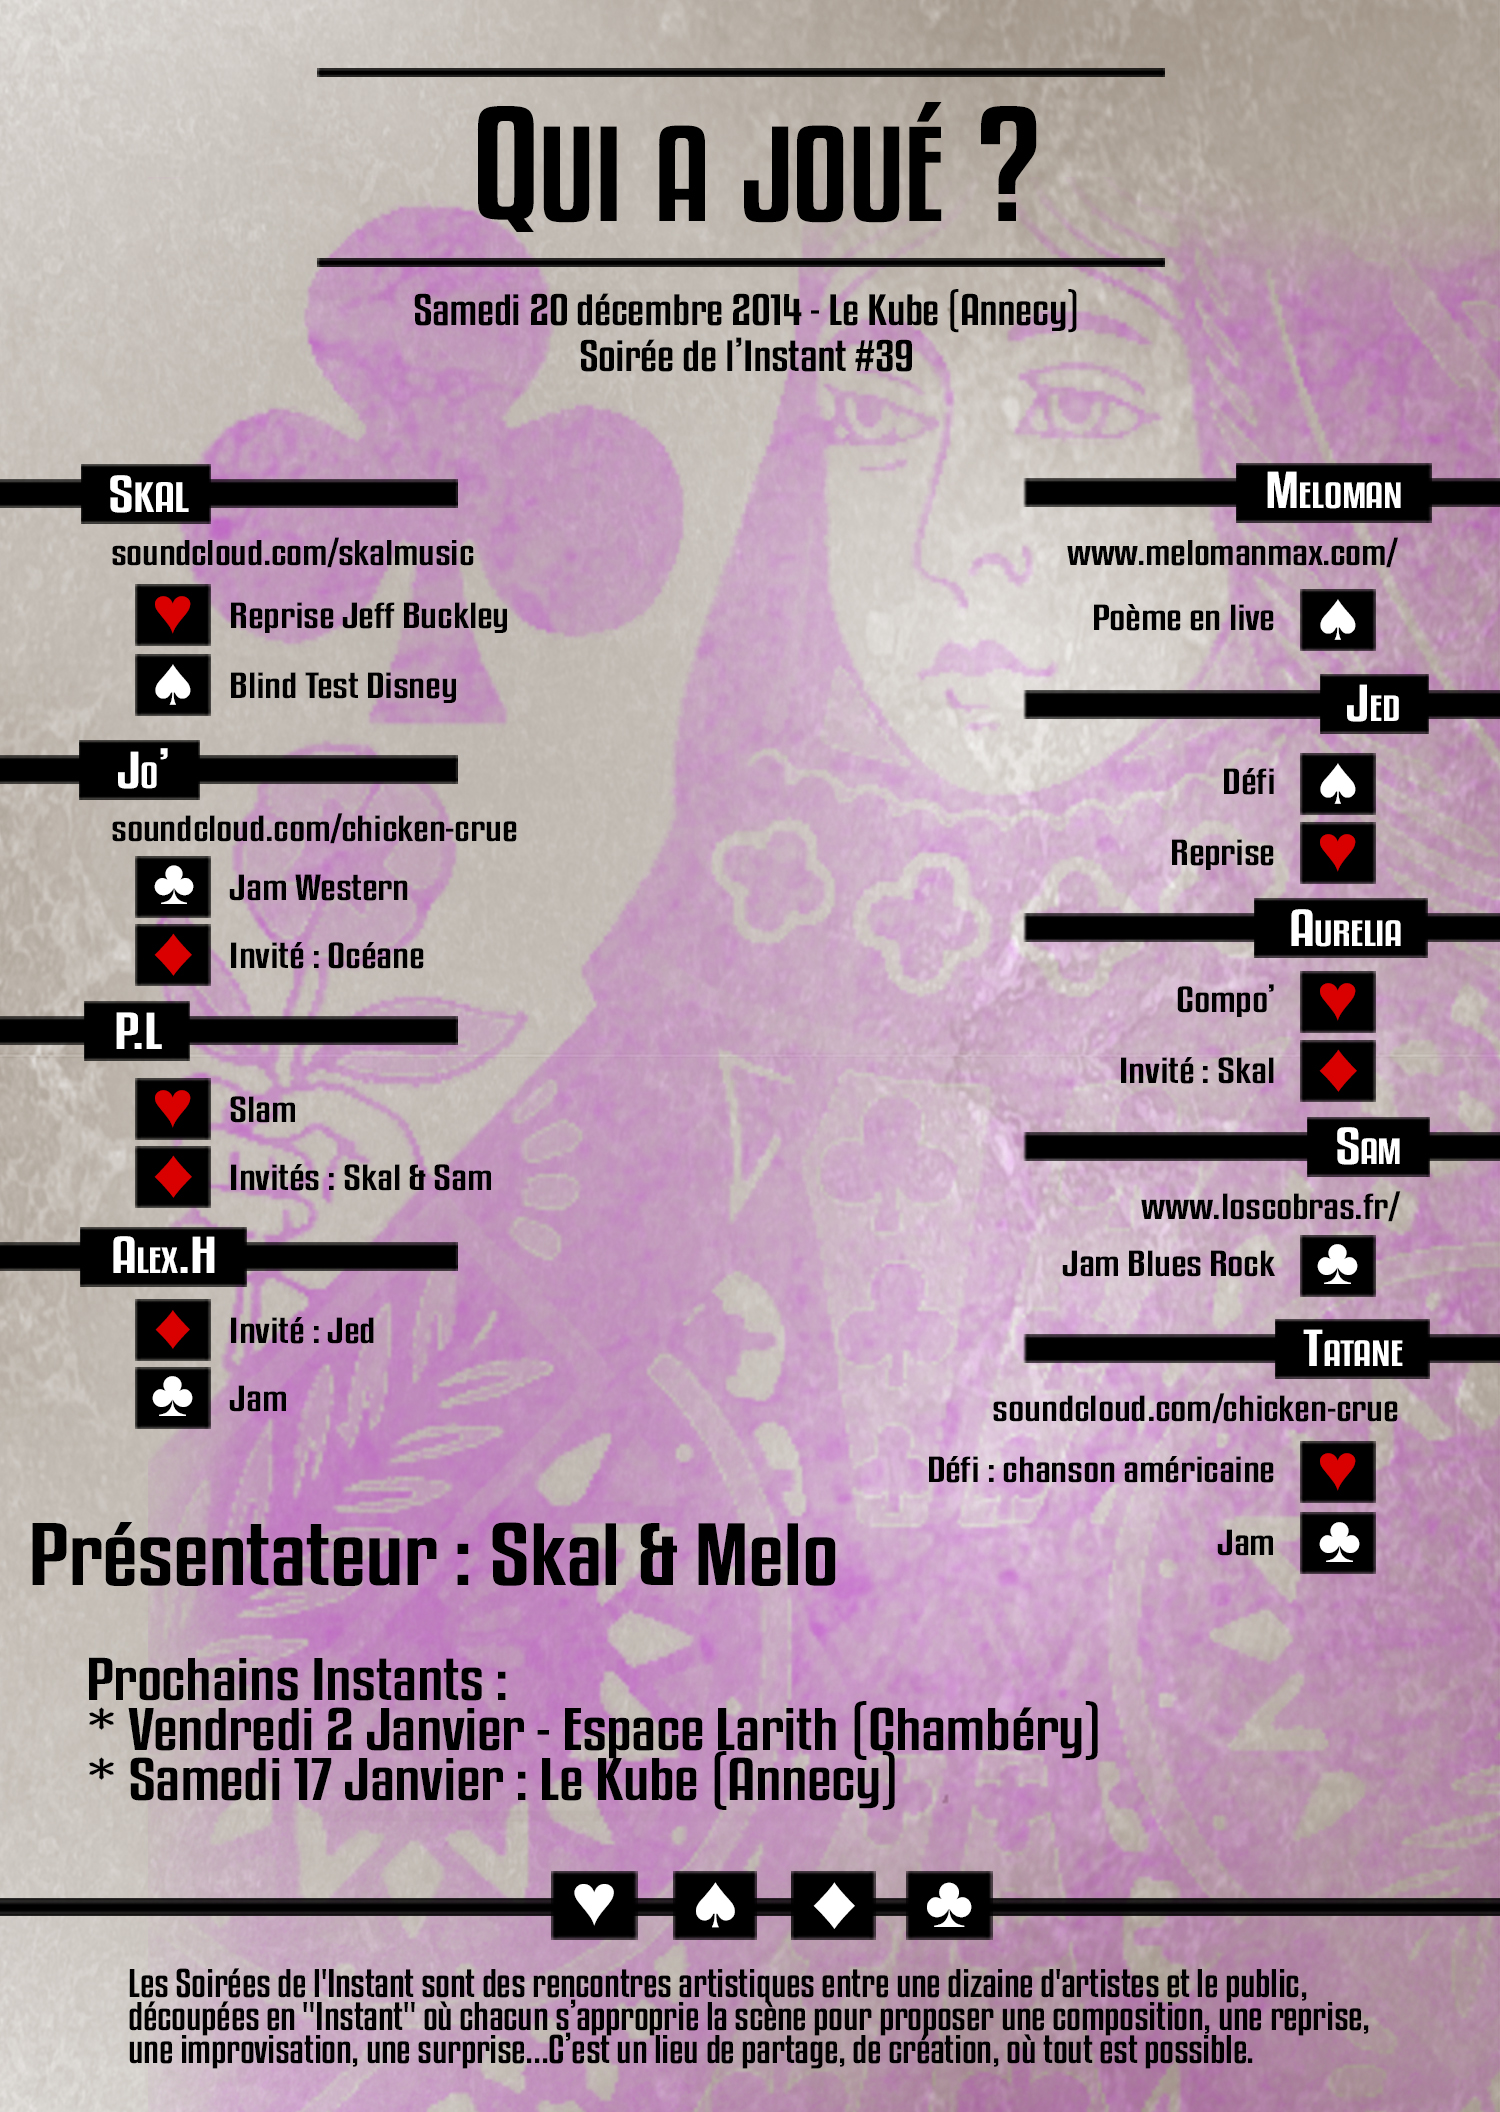 Qui a joué ?
Samedi 20 décembre 2014 - Le Kube (Annecy)
Soirée de l'Instant #39
Skal
soundcloud.com/skalmusic
Reprise Jeff Buckley
Blind Test Disney
Jo'
soundcloud.com/chicken-crue
Jam Western
Invité : Océane
P.L
Slam
Invités : Skal & Sam
Alex.H
Invité : Jed
Jam
Meloman
www.melomanmax.com/
Poème en live
Jed
Défi
Reprise
Aurelia
Compo'
Invité : Skal
Sam
www.loscobras.fr/
Jam Blues Rock
Tatane
soundcloud.com/chicken-crue
Défi : chanson américaine
Jam
Présentateur : Skal & Melo
Prochains Instants :
* Vendredi 2 Janvier - Espace Larith (Chambéry)
* Samedi 17 Janvier : Le Kube (Annecy)
Les Soirées de l'Instant sont des rencontres artistiques entre une dizaine d'artistes et le public,
découpées en "Instant" où chacun s'approprie la scène pour proposer une composition, une reprise,
une improvisation, une surprise...C'est un lieu de partage, de création, où tout est possible.